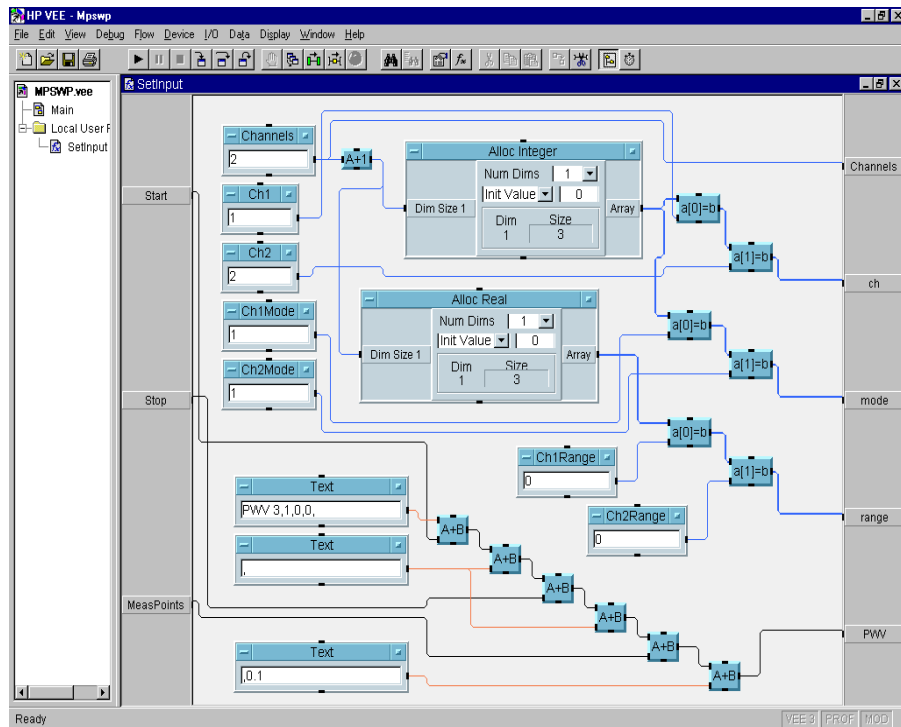 HP VEE - Mpswp
File Edit View Debug Flow Device I/O Data Display Window Help
MPSWP.vee
Main
Local User F
SetInput
SetInput
Start
Stop
MeasPoints
Channels
2
A+1
Ch1
1
Ch2
2
Ch1Mode
1
Ch2Mode
1
Alloc Integer
Num Dims 1
Init Value 0
Dim Size 1
Dim Size
1 3
Array
Alloc Real
Num Dims 1
Init Value 0
Dim Size 1
Dim Size
1 3
Array
a[0]=b
a[1]=b
a[0]=b
a[1]=b
a[0]=b
a[1]=b
Ch1Range
0
Ch2Range
0
Text
PWV 3,1,0,0,
Text
,
Text
,0.1
A+B
A+B
A+B
A+B
A+B
A+B
Channels
ch
mode
range
PWV
Ready
VEE 3 PROF MOD